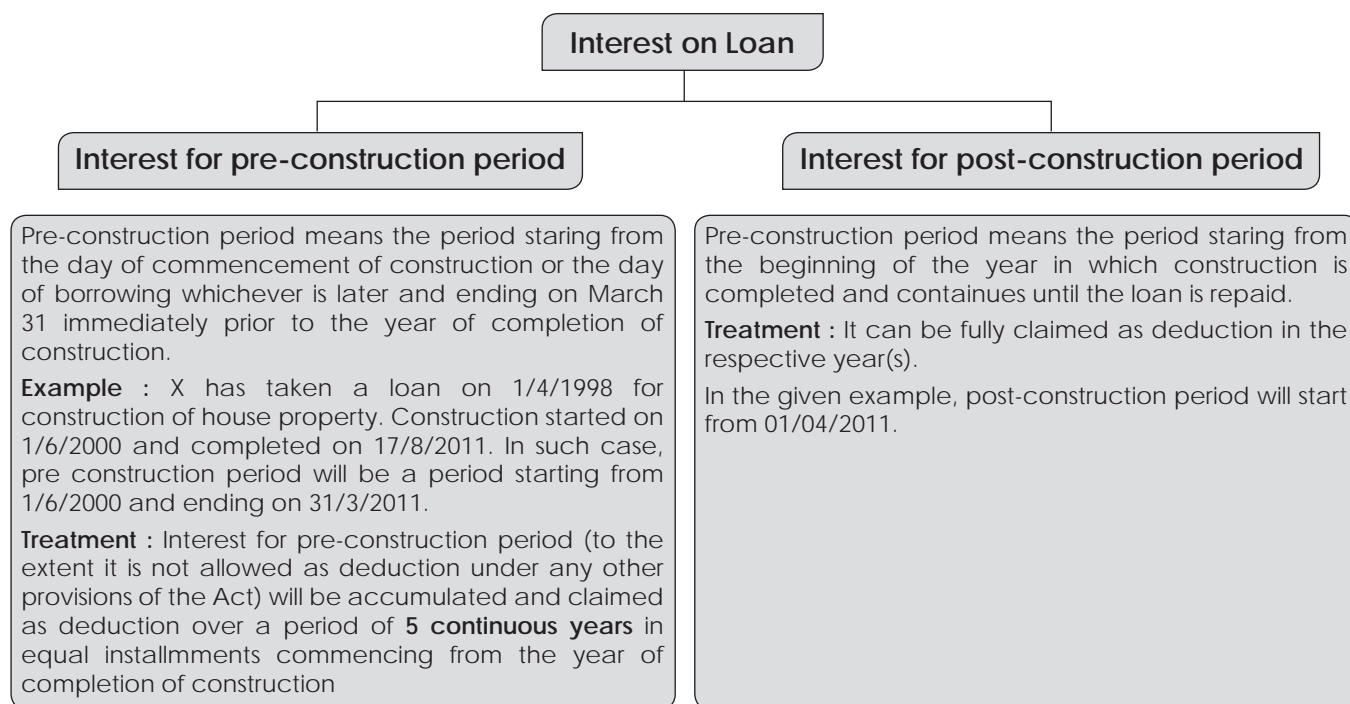 Interest on Loan
Interest for pre-construction period
Pre-construction period means the period staring from
the day of commencement of construction or the day
of borrowing whichever is later and ending on March
31 immediately prior to the year of completion of
construction.
Example : X has taken a loan on 1/4/1998 for
construction of house property. Construction started on
1/6/2000 and completed on 17/8/2011. In such case,
pre construction period will be a period starting from
1/6/2000 and ending on 31/3/2011.
Treatment : Interest for pre-construction period (to the
extent it is not allowed as deduction under any other
provisions of the Act) will be accumulated and claimed
as deduction over a period of 5 continuous years in
equal installmments commencing from the year of
completion of construction
Interest for post-construction period
Pre-construction period means the period staring from
the beginning of the year in which construction is
completed and containues until the loan is repaid.
Treatment : It can be fully claimed as deduction in the
respective year(s).
In the given example, post-construction period will start
from 01/04/2011.